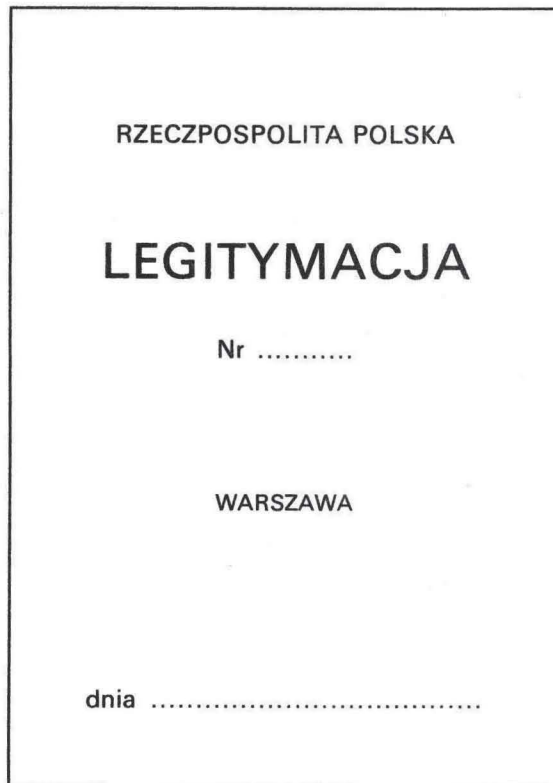 RZECZPOSPOLITA POLSKA
LEGITYMACJA
Nr ...........
WARSZAWA
dnia .....................................